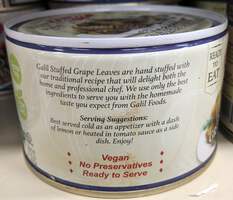 Galil Stuffed Grape Leaves are hand stuffed with
our traditional recipe that will delight both the
home and professional chef. We use only the best
ingredients to serve you with the homemade
taste you expect from Galil Foods.
Serving Suggestions:
Best served cold as an appetizer with a dash
of lemon or heated in tomato sauce as a side
dish. Enjoy!
Vegan
No Preservatives
Ready to Serve
READY
TO
EAT